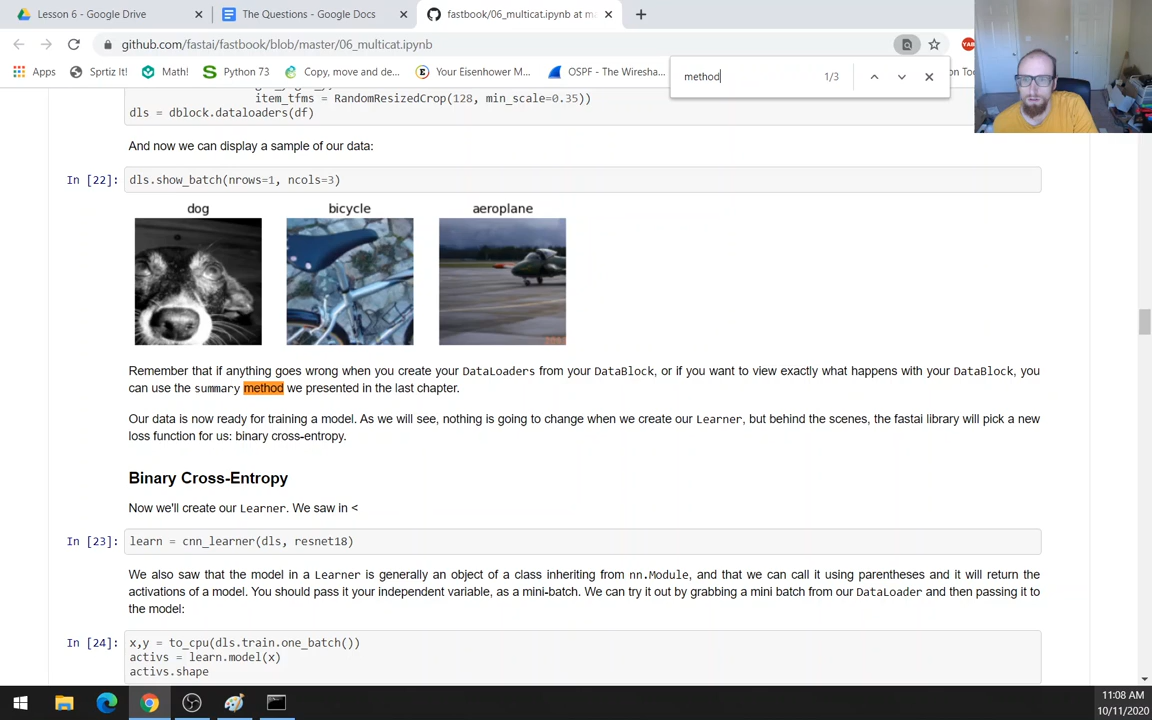 Lesson 6 - Google Drive
The Questions - Google Docs
fastbook/06_multicat.ipynb at m
github.com/fastai/fastbook/blob/master/06_multicat.ipynb
Apps
Sprtiz It!
Math!
Python 73
Copy, move and de...
Your Eisenhower M...
OSPF - The Wiresha...
method
1/3
item_tfms = RandomResizedCrop(128, min_scale=0.35))
dls = dblock.dataloaders(df)
And now we can display a sample of our data:
In [22]:
dls.show_batch(nrows=1, ncols=3)
dog
bicycle
aeroplane
Remember that if anything goes wrong when you create your DataLoaders from your DataBlock, or if you want to view exactly what happens with your DataBlock, you
can use the summary method we presented in the last chapter.
Our data is now ready for training a model. As we will see, nothing is going to change when we create our Learner, but behind the scenes, the fastai library will pick a new
loss function for us: binary cross-entropy.
Binary Cross-Entropy
Now we'll create our Learner. We saw in <
In [23]:
learn = cnn_learner(dls, resnet18)
We also saw that the model in a Learner is generally an object of a class inheriting from nn.Module, and that we can call it using parentheses and it will return the
activations of a model. You should pass it your independent variable, as a mini-batch. We can try it out by grabbing a mini batch from our DataLoader and then passing it to
the model:
In [24]:
x,y = to_cpu(dls.train.one_batch())
activs = learn.model(x)
activs.shape
11:08 AM
10/11/2020